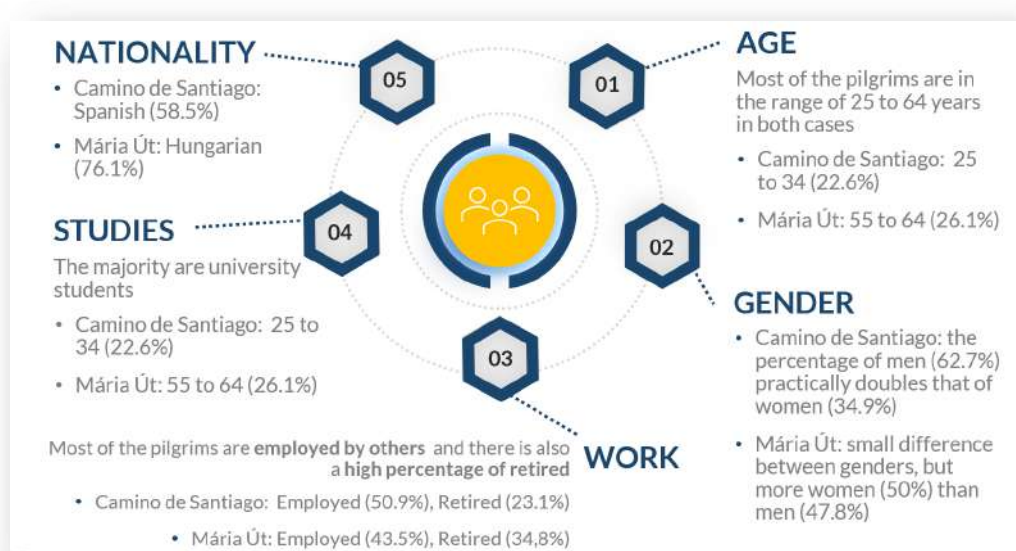 NATIONALITY
• Camino de Santiago:
Spanish (58.5%)
• Mária Út: Hungarian
(76.1%)
05
01
AGE
Most of the pilgrims are in
the range of 25 to 64 years
in both cases
• Camino de Santiago: 25
to 34 (22.6%)
• Mária Út: 55 to 64 (26.1%)
STUDIES
The majority are university
students
• Camino de Santiago: 25 to
34 (22.6%)
• Mária Út: 55 to 64 (26.1%)
04
02
GENDER
• Camino de Santiago: the
percentage of men (62.7%)
practically doubles that of
women (34.9%)
• Mária Út: small difference
between genders, but
more women (50%) than
men (47.8%)
03
WORK
Most of the pilgrims are employed by others and there is also
a high percentage of retired
• Camino de Santiago: Employed (50.9%), Retired (23.1%)
• Mária Út: Employed (43.5%), Retired (34,8%)